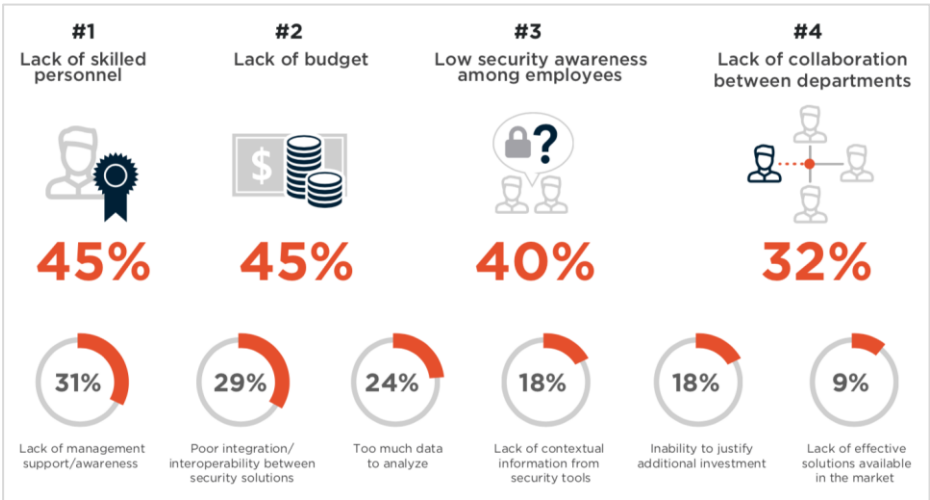 #1
Lack of skilled
personnel
#2
Lack of budget
#3
Low security awareness
among employees
#4
Lack of collaboration
between departments
$
?
45%
45%
40%
32%
31%
29%
24%
18%
18%
9%
Lack of management
support/awareness
Poor integration/
interoperability between
security solutions
Too much data
to analyze
Lack of contextual
information from
security tools
Inability to justify
additional investment
Lack of effective
solutions available
in the market